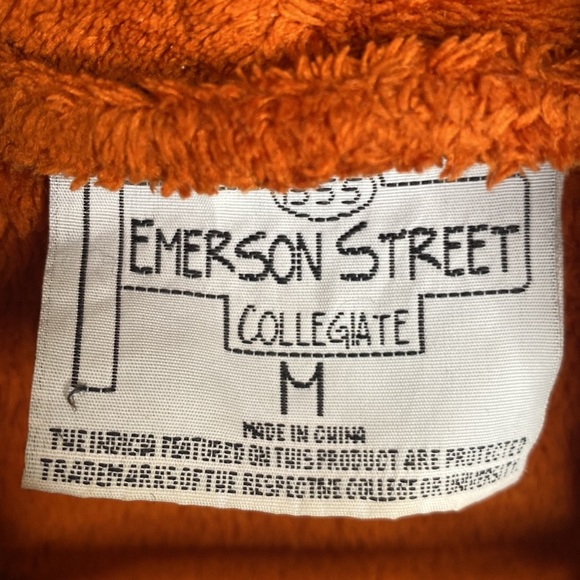 EMERSON STREET
COLLEGIATE
M
MADE IN CHINA
THE INDICIA FEATURED ON THIS PRODUCT ARE PROTECTED
TRADEMARKS OF THE RESPECTIVE COLLEGE OR UNIVERSITY.